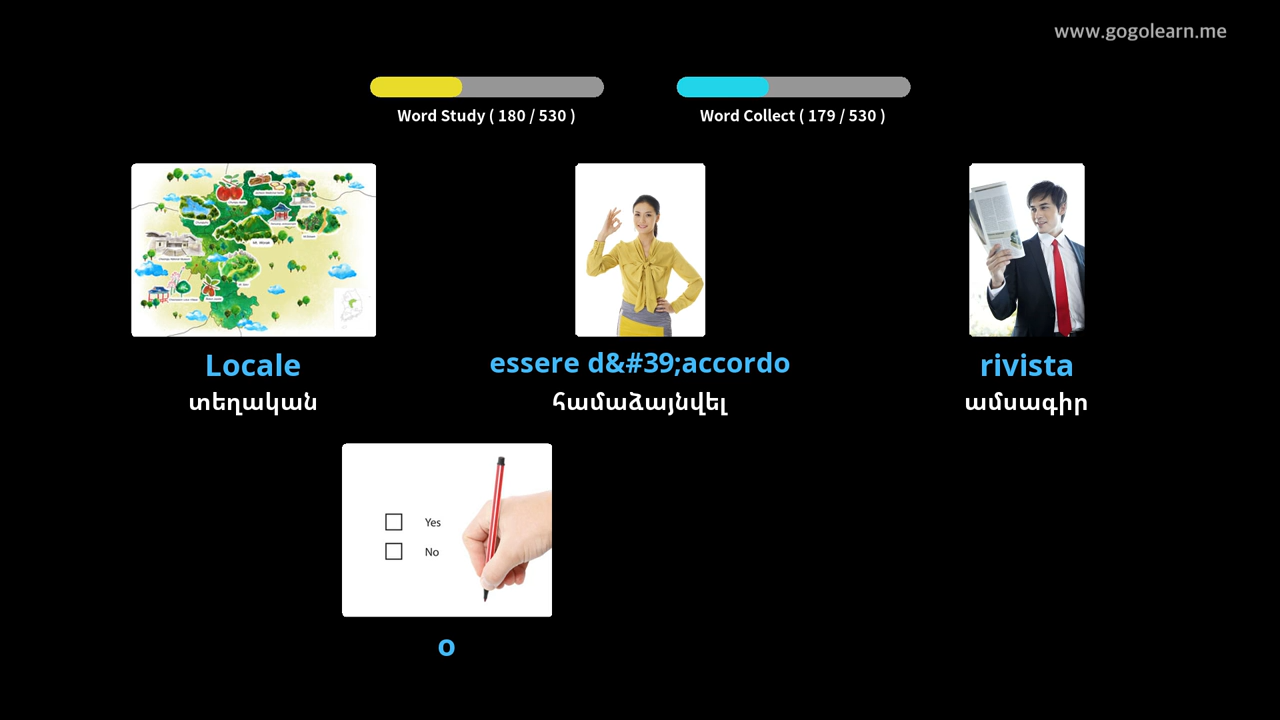 www.gogolearn.me
Word Study ( 180 / 530 )
Word Collect ( 179 / 530 )
Locale
essere d&#39;accordo
rivista
տեղական
համաձայնվել
ամսագիր
Yes
No
o